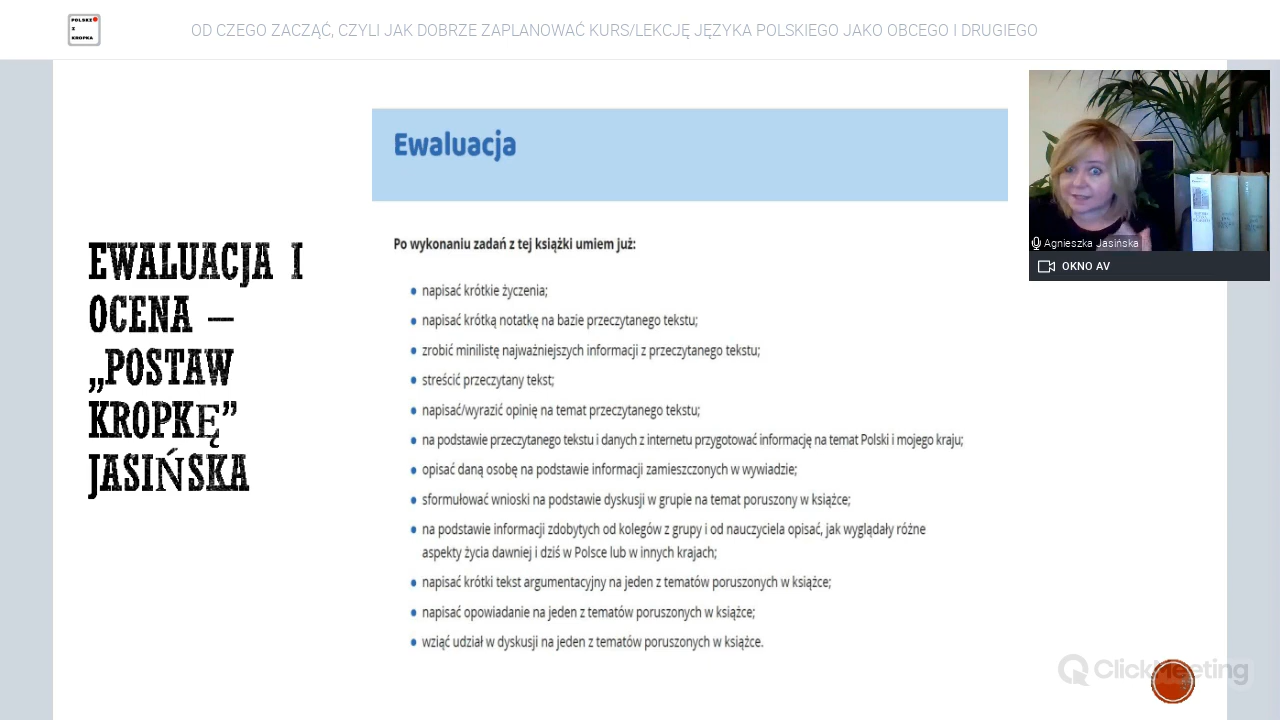 POLSKI
Z
KROPKĄ
OD CZEGO ZACZĄĆ, CZYLI JAK DOBRZE ZAPLANOWAĆ KURS/LEKCJĘ JĘZYKA POLSKIEGO JAKO OBCEGO I DRUGIEGO
EWALUACJA I
OCENA –
„POSTAW
KROPKĘ”
JASIŃSKA
Ewaluacja
Po wykonaniu zadań z tej książki umiem już:
• napisać krótkie życzenia;
• napisać krótką notatkę na bazie przeczytanego tekstu;
• zrobić minilistę najważniejszych informacji z przeczytanego tekstu;
• streścić przeczytany tekst;
• napisać/wyrazić opinię na temat przeczytanego tekstu;
• na podstawie przeczytanego tekstu i danych z internetu przygotować informację na temat Polski i mojego kraju;
• opisać daną osobę na podstawie informacji zamieszczonych w wywiadzie;
• sformułować wnioski na podstawie dyskusji w grupie na temat poruszony w książce;
• na podstawie informacji zdobytych od kolegów z grupy i od nauczyciela opisać, jak wyglądały różne
aspekty życia dawniej i dziś w Polsce lub w innych krajach;
• napisać krótki tekst argumentacyjny na jeden z tematów poruszonych w książce;
• napisać opowiadanie na jeden z tematów poruszonych w książce;
• wziąć udział w dyskusji na jeden z tematów poruszonych w książce.
Agnieszka Jasińska
OKNO AV
ClickMeeting